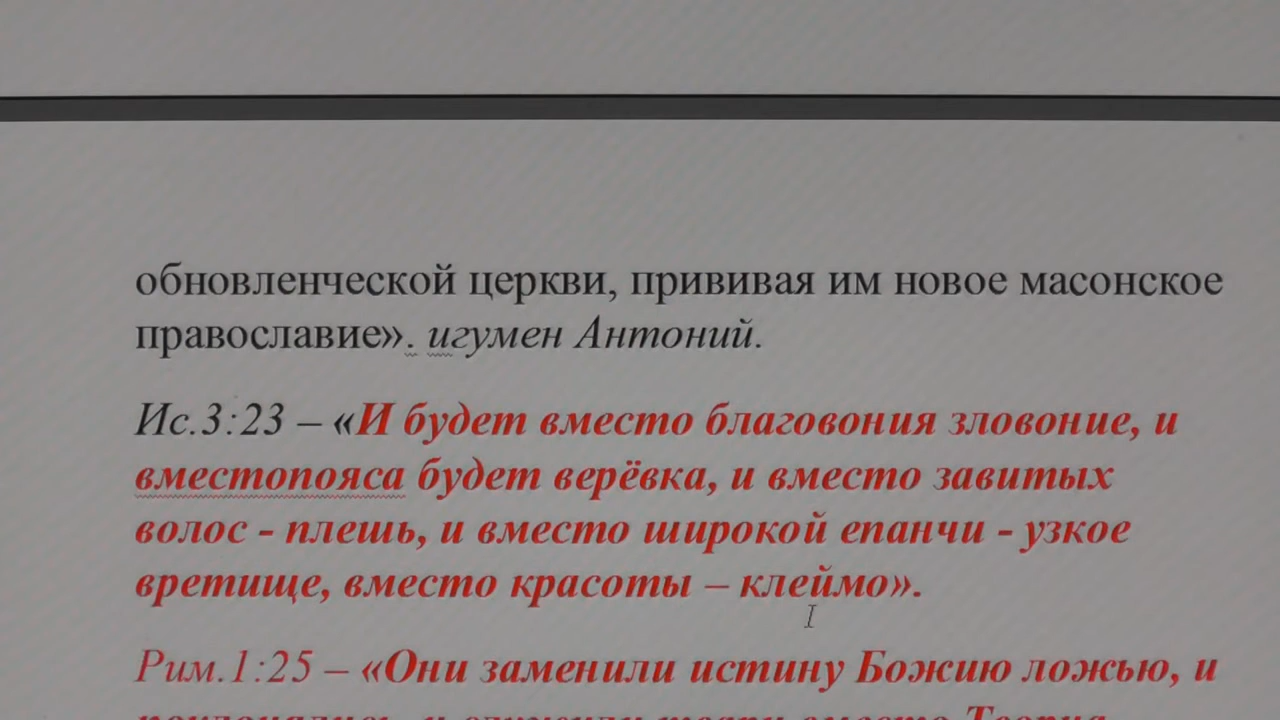 обновленческой церкви, прививая им новое масонское
православие». игумен Антоний.
Ис.3:23 – «И будет вместо благовония зловоние, и
вместопояса будет верёвка, и вместо завитых
волос - плешь, и вместо широкой епанчи - узкое
вретище, вместо красоты – клеймо».
Рим.1:25 – «Они заменили истину Божию ложью, и